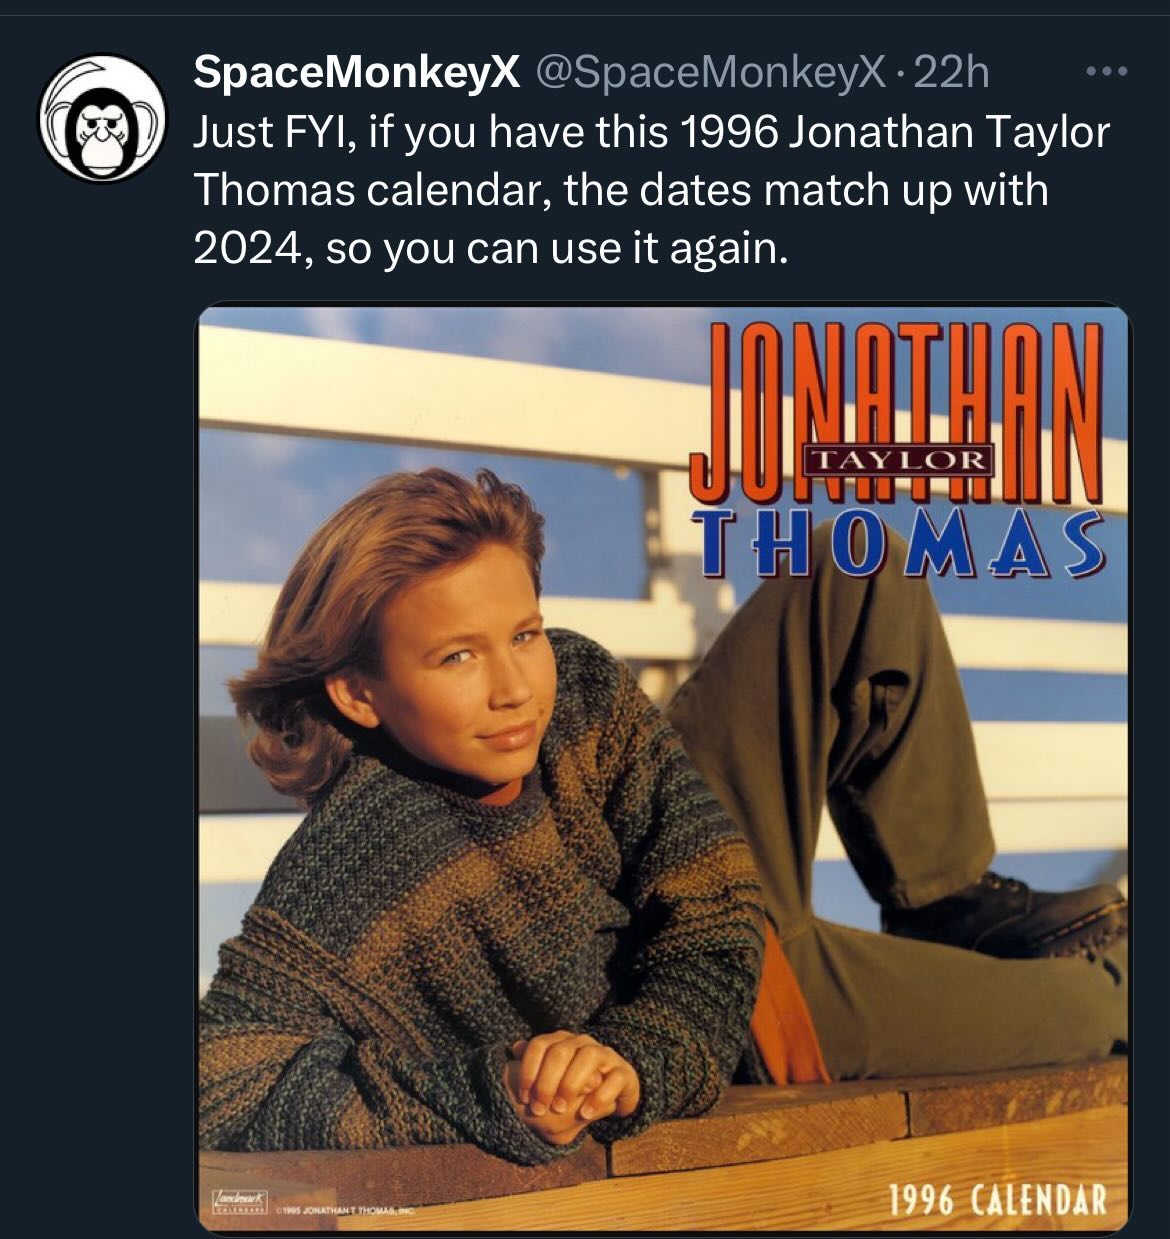 SpaceMonkeyX @SpaceMonkeyX · 22h
Just FYI, if you have this 1996 Jonathan Taylor
Thomas calendar, the dates match up with
2024, so you can use it again.
JONATHAN
TAYLOR
THOMAS
1996 CALENDAR
Landmark
CALENDARS
©1995 JONATHAN T. THOMAS, INC.